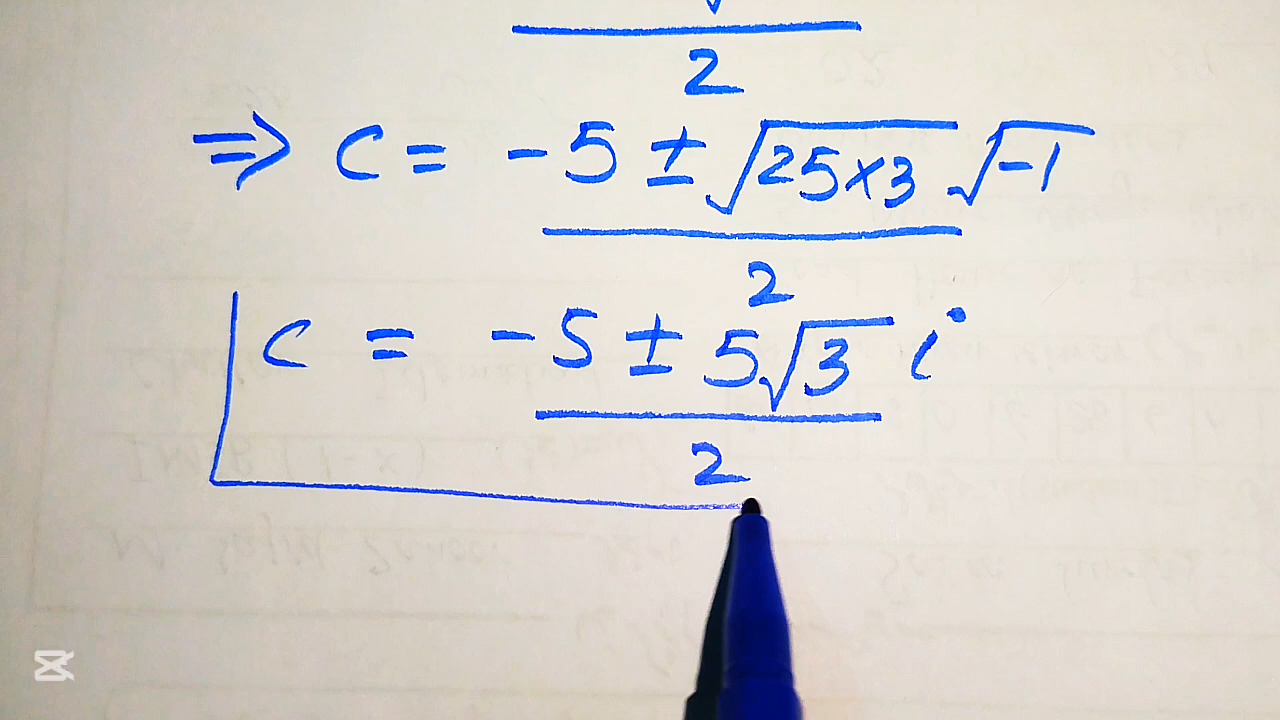 √
2
⇒ C = -5 ± √25×3 √-1
2
C = -5 ± 5√3 i
2